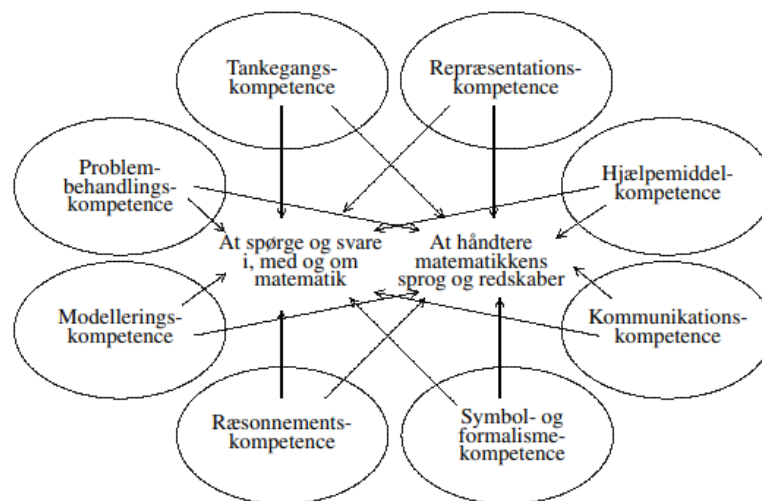 Tankegangs-
kompetence
Repræsentations-
kompetence
Problem-
behandlings-
kompetence
Hjælpemiddel-
kompetence
At spørge og svare
i, med og om
matematik
At håndtere
matematikkens
sprog og redskaber
Modellerings-
kompetence
Kommunikations-
kompetence
Ræsonnements-
kompetence
Symbol- og
formalisme-
kompetence